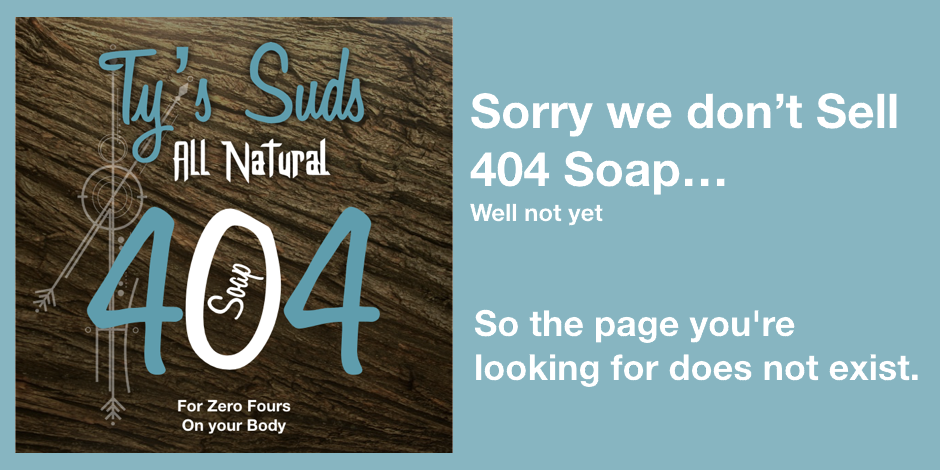 Ty's Suds
All Natural
404
Soap
For Zero Fours
On your Body
Sorry we don’t Sell
404 Soap...
Well not yet
So the page you're
looking for does not exist.